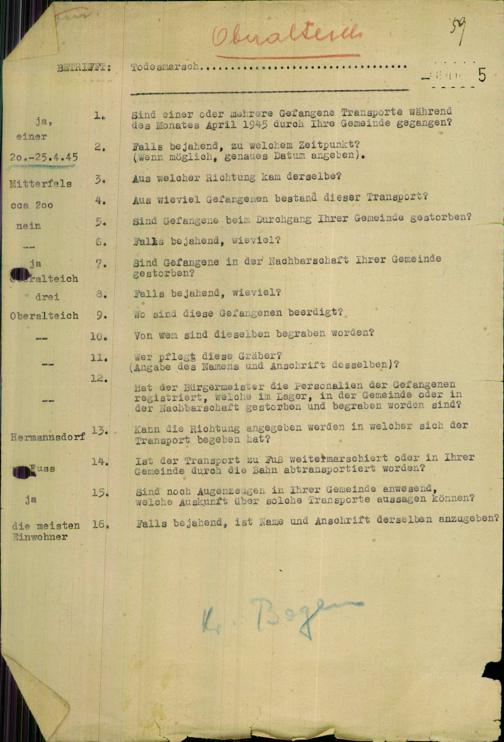 Oberalteich
59
BETRIFFT: Todesmarsch
5
ja, 1. Sind einer oder mehrere Gefangene Transporte während
einer des Monates April 1945 durch Ihre Gemeinde gegangen?
20.-25.4.45 2. Falls bejahend, zu welchem Zeitpunkt?
(Wenn möglich, genaues Datum angeben).
Mitterfels 3. Aus welcher Richtung kam derselbe?
cca 200 4. Aus wieviel Gefangenen bestand dieser Transport?
nein 5. Sind Gefangene beim Durchgang Ihrer Gemeinde gestorben?
-- 6. Falls bejahend, wieviel?
ja 7. Sind Gefangene in der Nachbarschaft Ihrer Gemeinde
Oberalteich gestorben?
drei 8. Falls bejahend, wieviel?
Oberalteich 9. Wo sind diese Gefangenen beerdigt?
-- 10. Von wem sind dieselben begraben worden?
-- 11. Wer pflegt diese Gräber?
(Angabe des Namens und Anschrift desselben)?
12. Hat der Bürgermeister die Personalien der Gefangenen
-- registriert, welche im Lager, in der Gemeinde oder in
der Nachbarschaft gestorben und begraben worden sind?
Hermannsdorf 13. Kann die Richtung angegeben werden in welcher sich der
Transport begeben hat?
Fuss 14. Ist der Transport zu Fuß weitermarschiert oder in Ihrer
Gemeinde durch die Bahn abtransportiert worden?
ja 15. Sind noch Augenzeugen in Ihrer Gemeinde anwesend,
welche Auskunft über solche Transporte aussagen können?
die meisten 16. Falls bejahend, ist Name und Anschrift derselben anzugeben?
Einwohner
Kr. Bogen